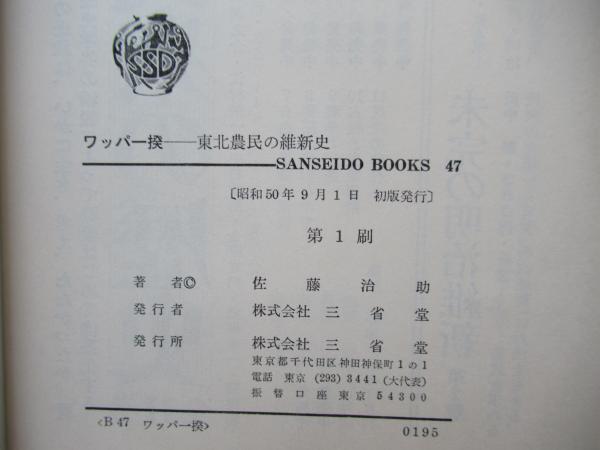 SSD
ワッパ一揆——東北農民の維新史
SANSEIDO BOOKS 47
〔昭和50年9月1日 初版発行〕
第1刷
著者© 佐藤治助
発行者 株式会社 三省堂
発行所 株式会社 三省堂
東京都千代田区神田神保町1の1
電話 東京 (293) 3441 (大代表)
振替口座東京 54300
<B47 ワッパ一揆>
0195